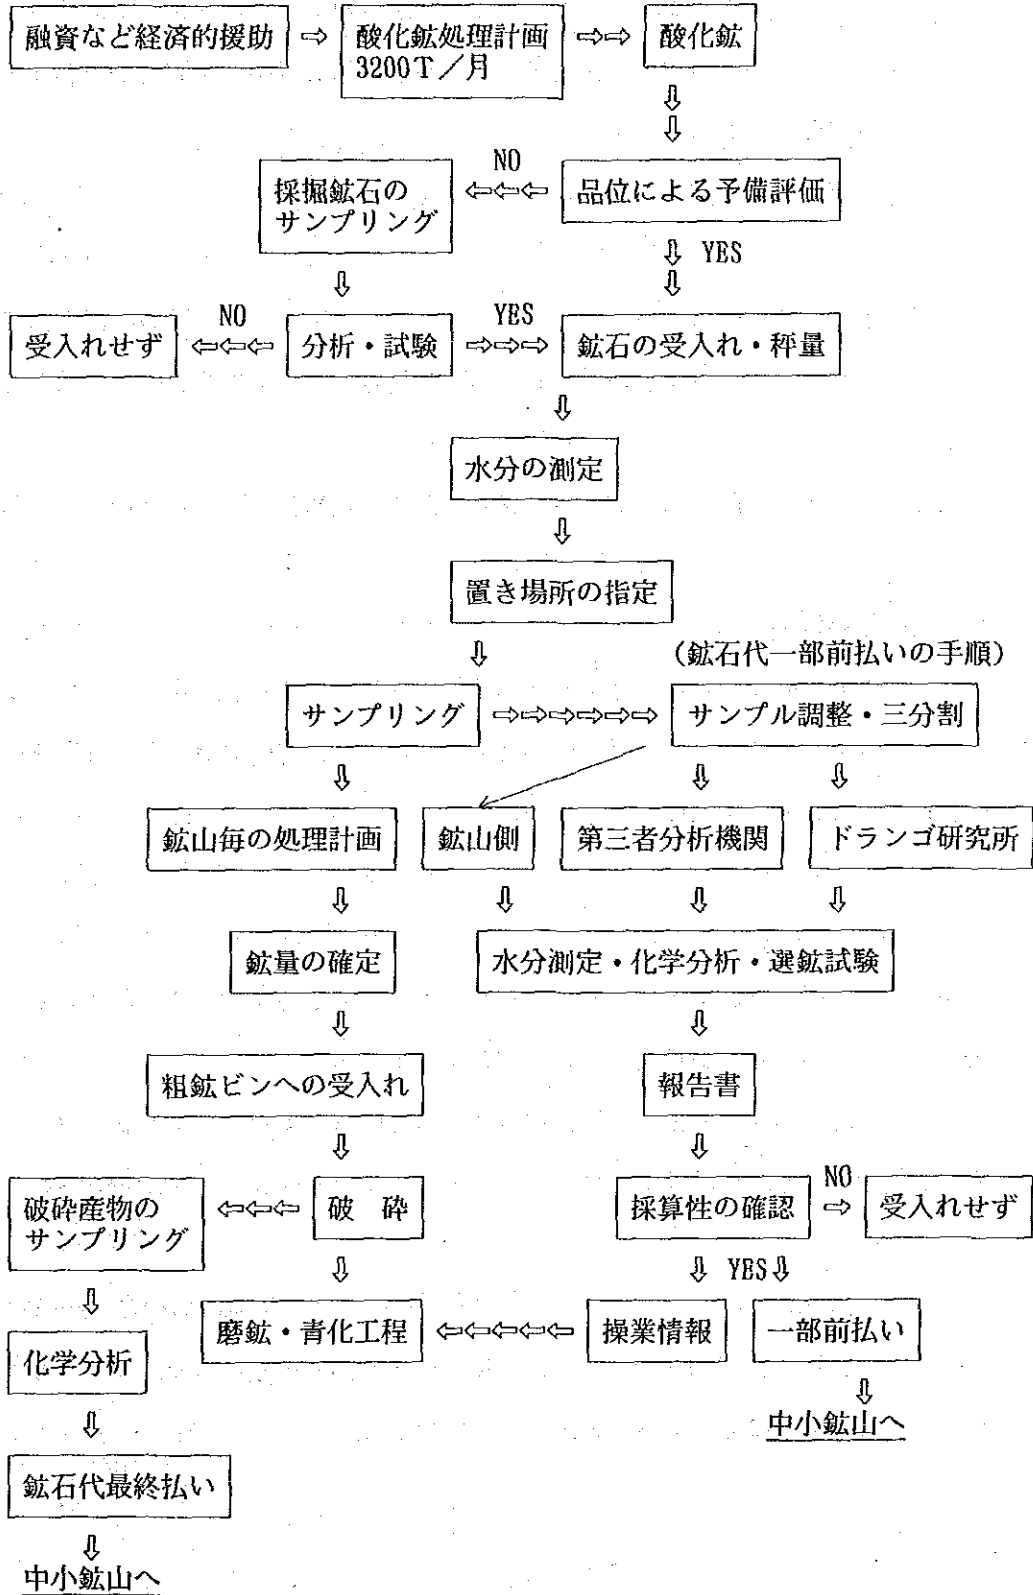 融資など経済的援助 ⇨ 酸化鉱処理計画 ⇨⇨ 酸化鉱
3200T/月
NO
採掘鉱石の ⇦⇦⇦ 品位による予備評価
サンプリング
YES
NO YES
受入れせず ⇦⇦⇦ 分析・試験 ⇨⇨⇨ 鉱石の受入れ・秤量
水分の測定
置き場所の指定
(鉱石代一部前払いの手順)
サンプリング ⇨⇨⇨⇨⇨⇨ サンプル調整・三分割
鉱山毎の処理計画 鉱山側 第三者分析機関 ドランゴ研究所
鉱量の確定 水分測定・化学分析・選鉱試験
粗鉱ビンへの受入れ 報告書
NO
破砕産物の ⇦⇦⇦ 破 砕 採算性の確認 ⇨ 受入れせず
サンプリング
YES
磨鉱・青化工程 ⇦⇦⇦⇦⇦ 操業情報 一部前払い
化学分析
中小鉱山へ
鉱石代最終払い
中小鉱山へ